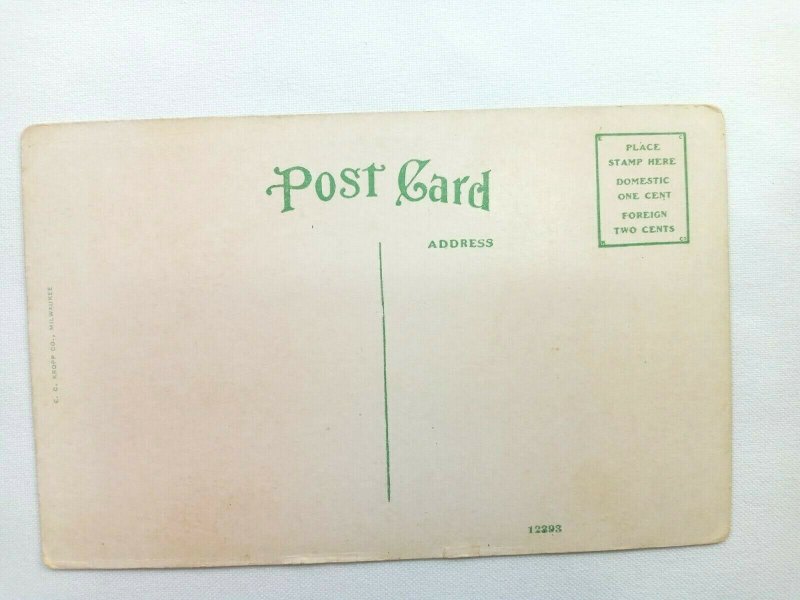 Post Card
PLACE
STAMP HERE
DOMESTIC
ONE CENT
FOREIGN
TWO CENTS
ADDRESS
E. C. KROPP CO., MILWAUKEE
12293